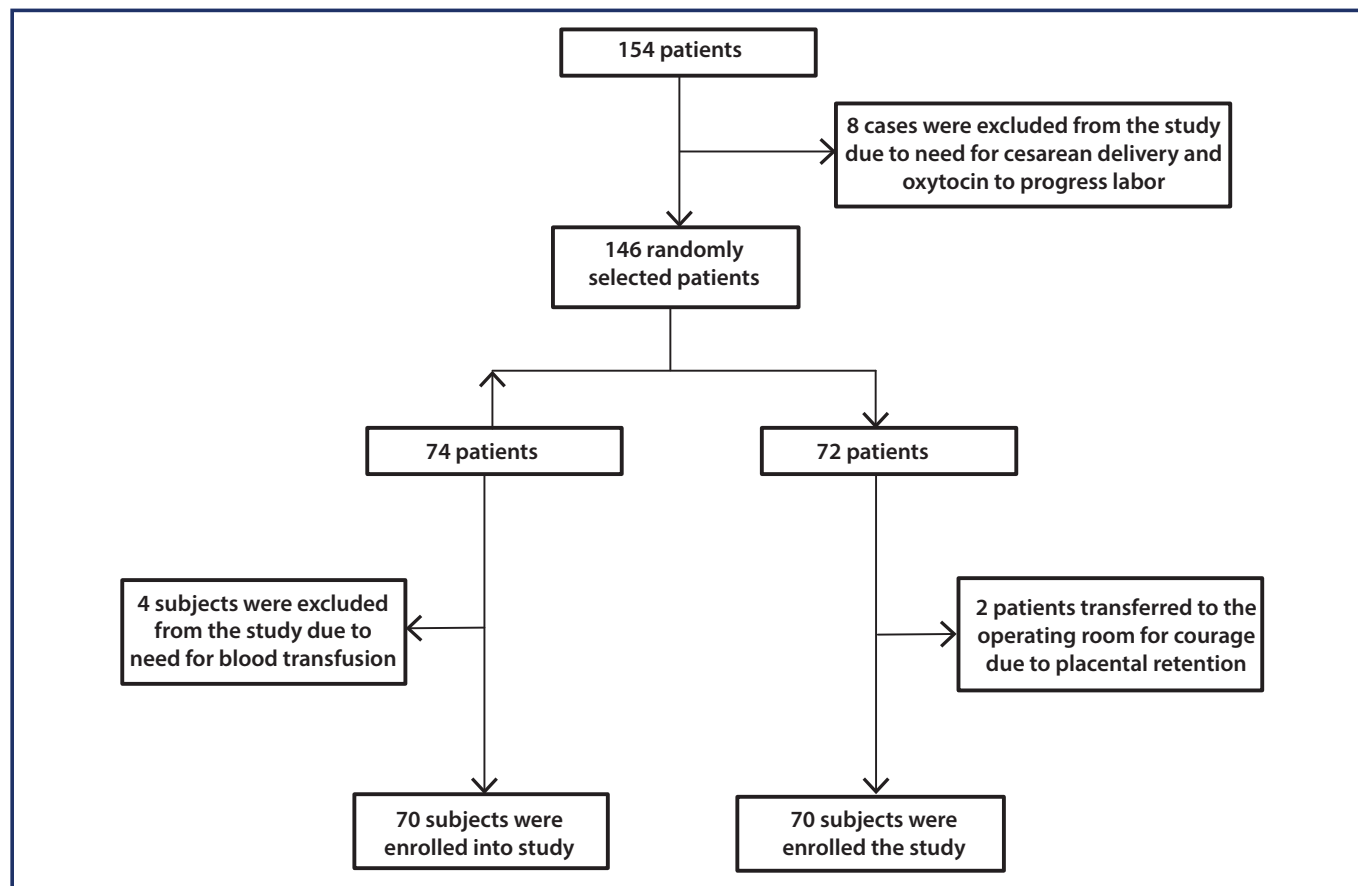 154 patients
8 cases were excluded from the study
due to need for cesarean delivery and
oxytocin to progress labor
146 randomly
selected patients
74 patients
72 patients
4 subjects were excluded
from the study due to
need for blood transfusion
2 patients transferred to the
operating room for courage
due to placental retention
70 subjects were
enrolled into study
70 subjects were
enrolled the study